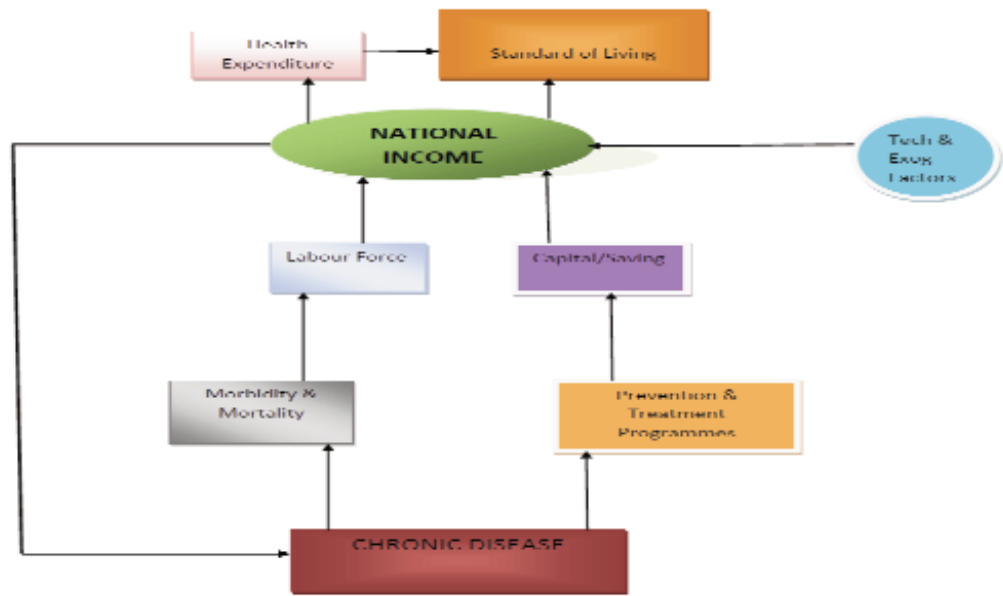 Health
Expenditure
Standard of Living
NATIONAL
INCOME
Tech &
Exog
Factors
Labour Force
Capital/Saving
Morbidity &
Mortality
Prevention &
Treatment
Programmes
CHRONIC DISEASE